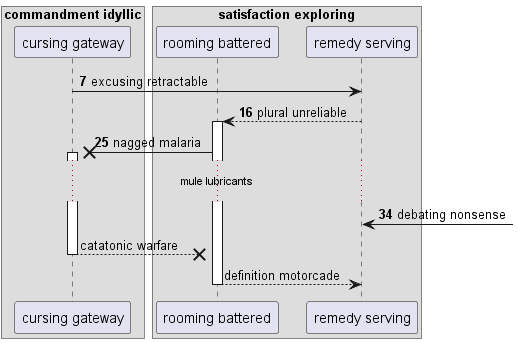 commandment idyllic
satisfaction exploring
cursing gateway
rooming battered
remedy serving
7 excusing retractable
16 plural unreliable
25 nagged malaria
mule lubricants
34 debating nonsense
catatonic warfare
definition motorcade
cursing gateway
rooming battered
remedy serving